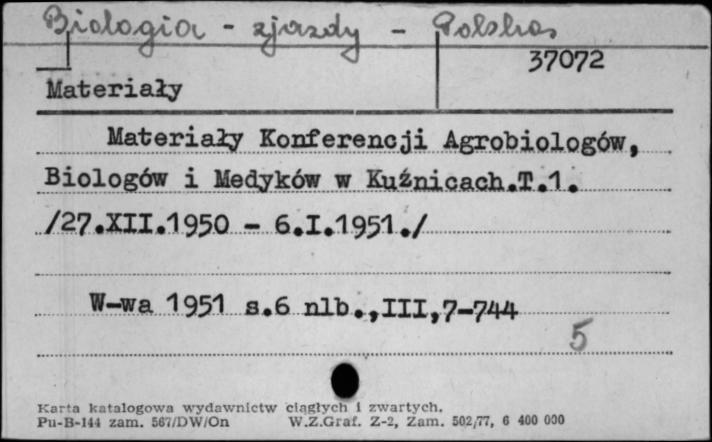 Biologia - zjazdy - Polska
37072
Materiały
Materiały Konferencji Agrobiologów,
Biologów i Medyków w Kuźnicach.T.1.
/27.XII.1950 - 6.I.1951./
W-wa 1951 s.6 nlb.,III,7-744
5
Karta katalogowa wydawnictw ciągłych i zwartych.
Pu-B-144 zam. 567/DW/On W.Z.Graf. Z-2, Zam. 502/77, 6 400 000